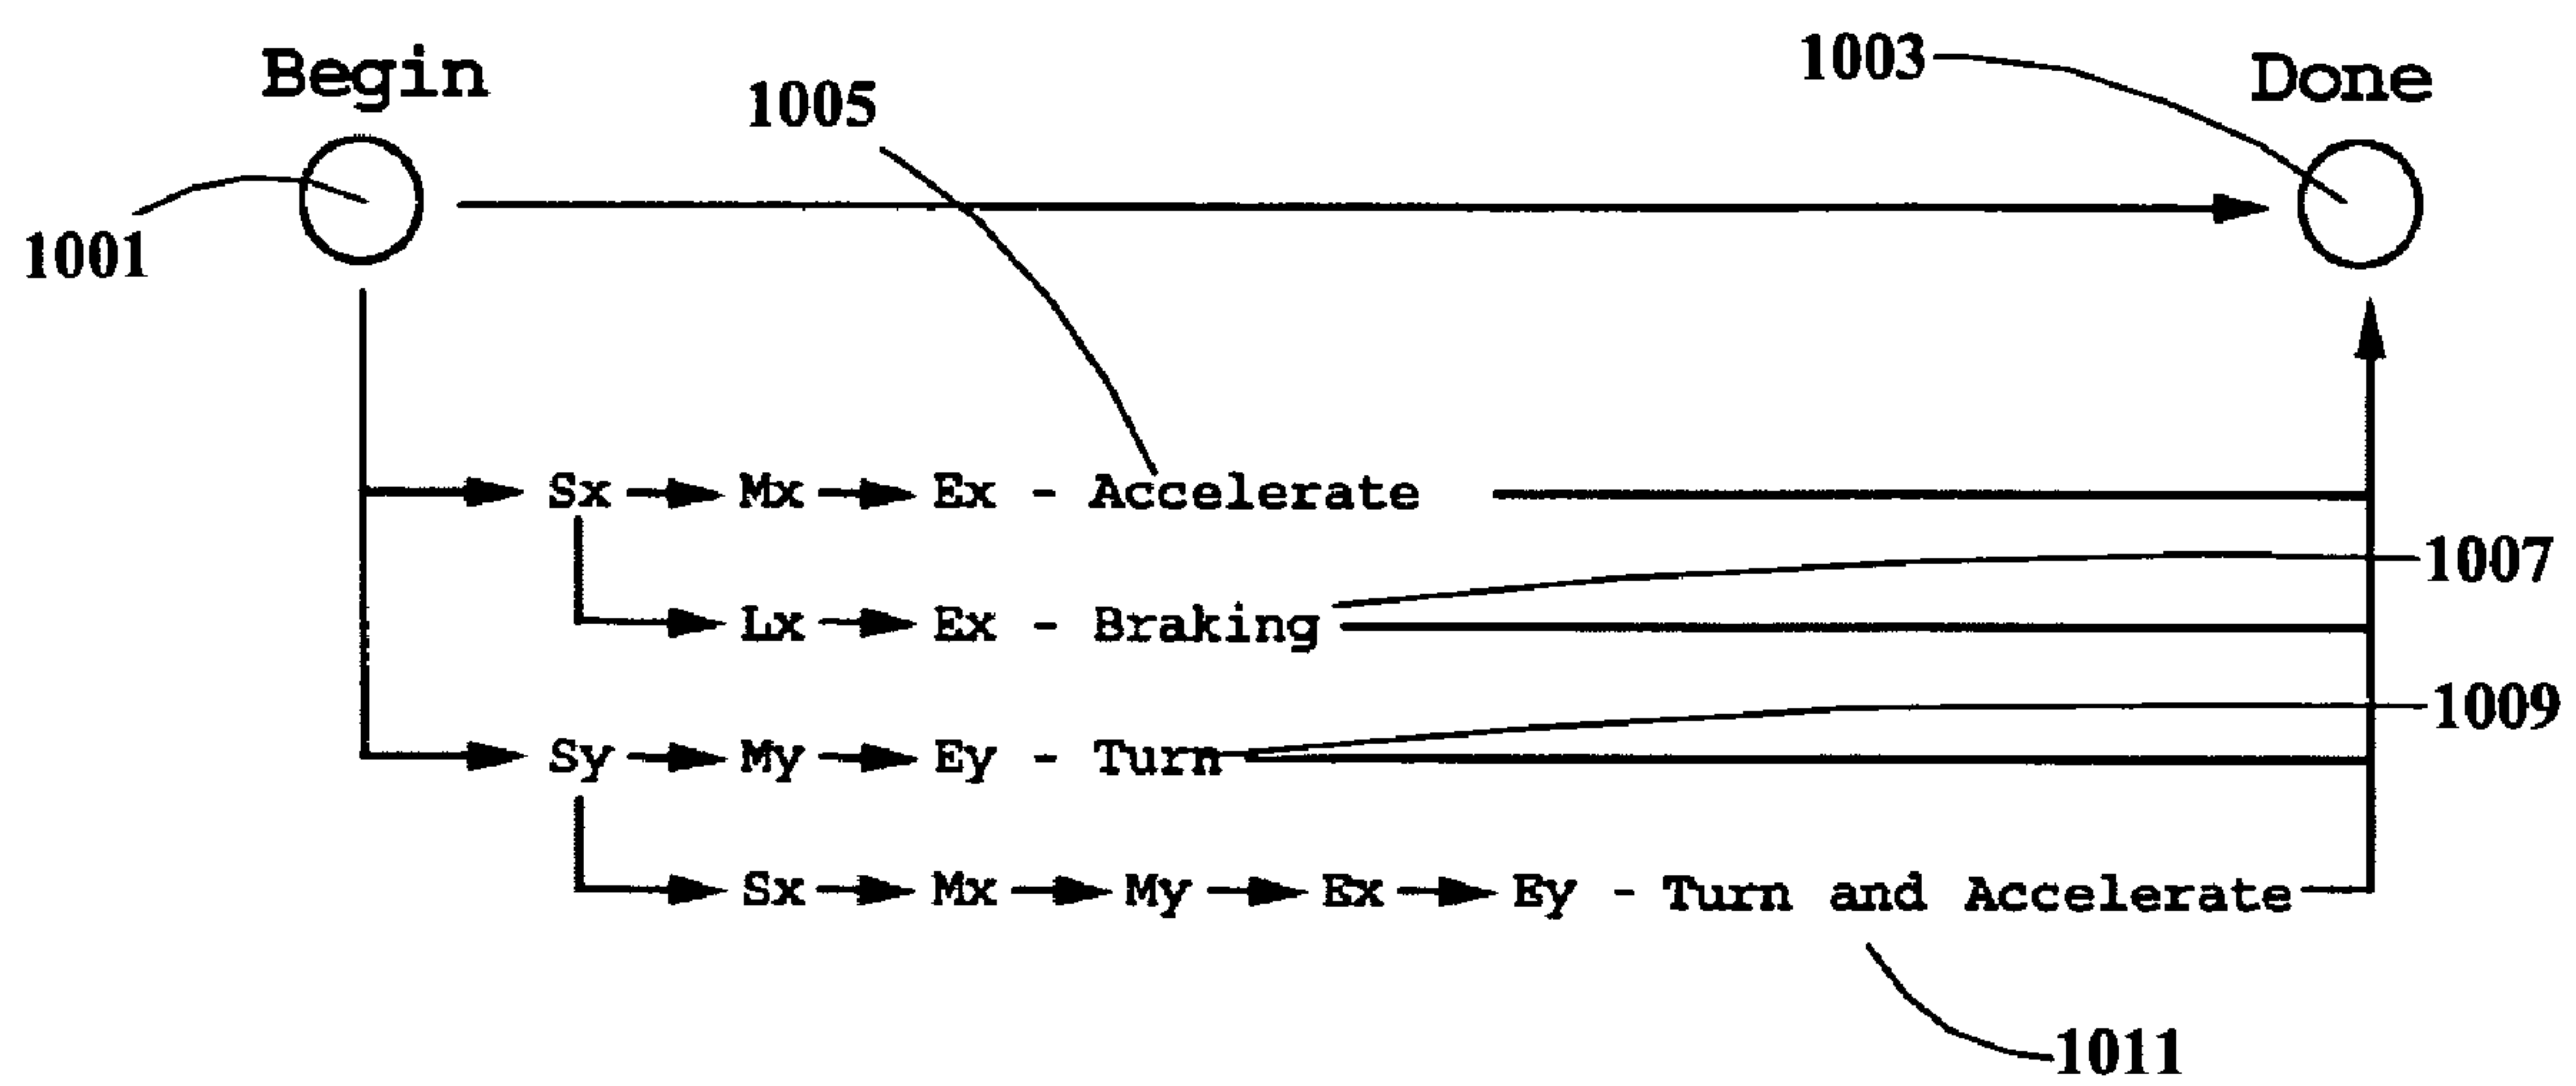 Begin
1003
Done
1005
1001
Sx Mx Ex - Accelerate
1007
Lx Ex - Braking
1009
Sy My Ey - Turn
Sx Mx My Ex Ey - Turn and Accelerate
1011